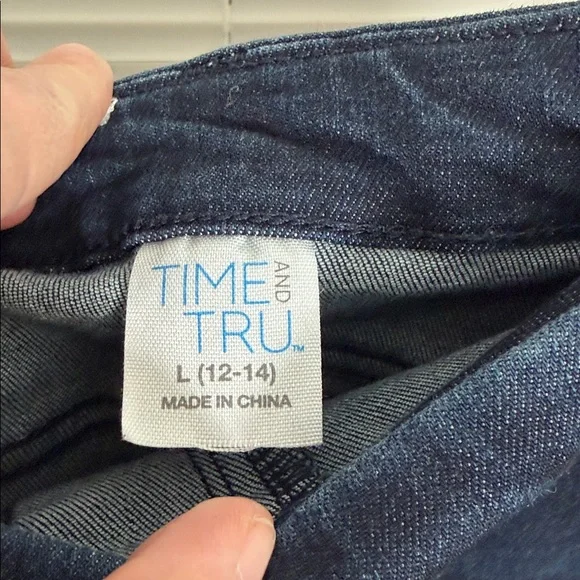 TIME AND
TRU™
L (12-14)
MADE IN CHINA